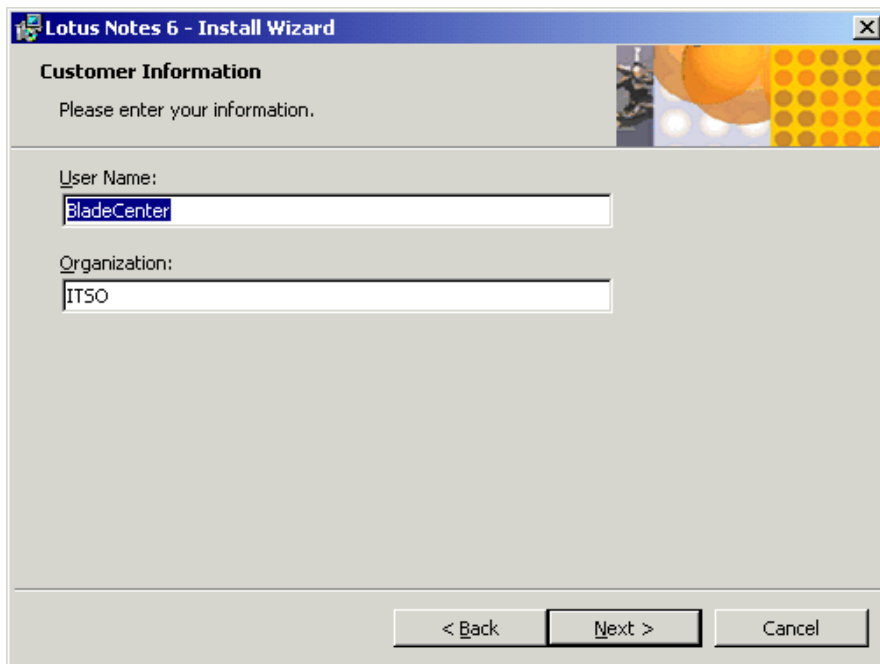 Lotus Notes 6 - Install Wizard
Customer Information
Please enter your information.
User Name:
BladeCenter
Organization:
ITSO
< Back
Next >
Cancel